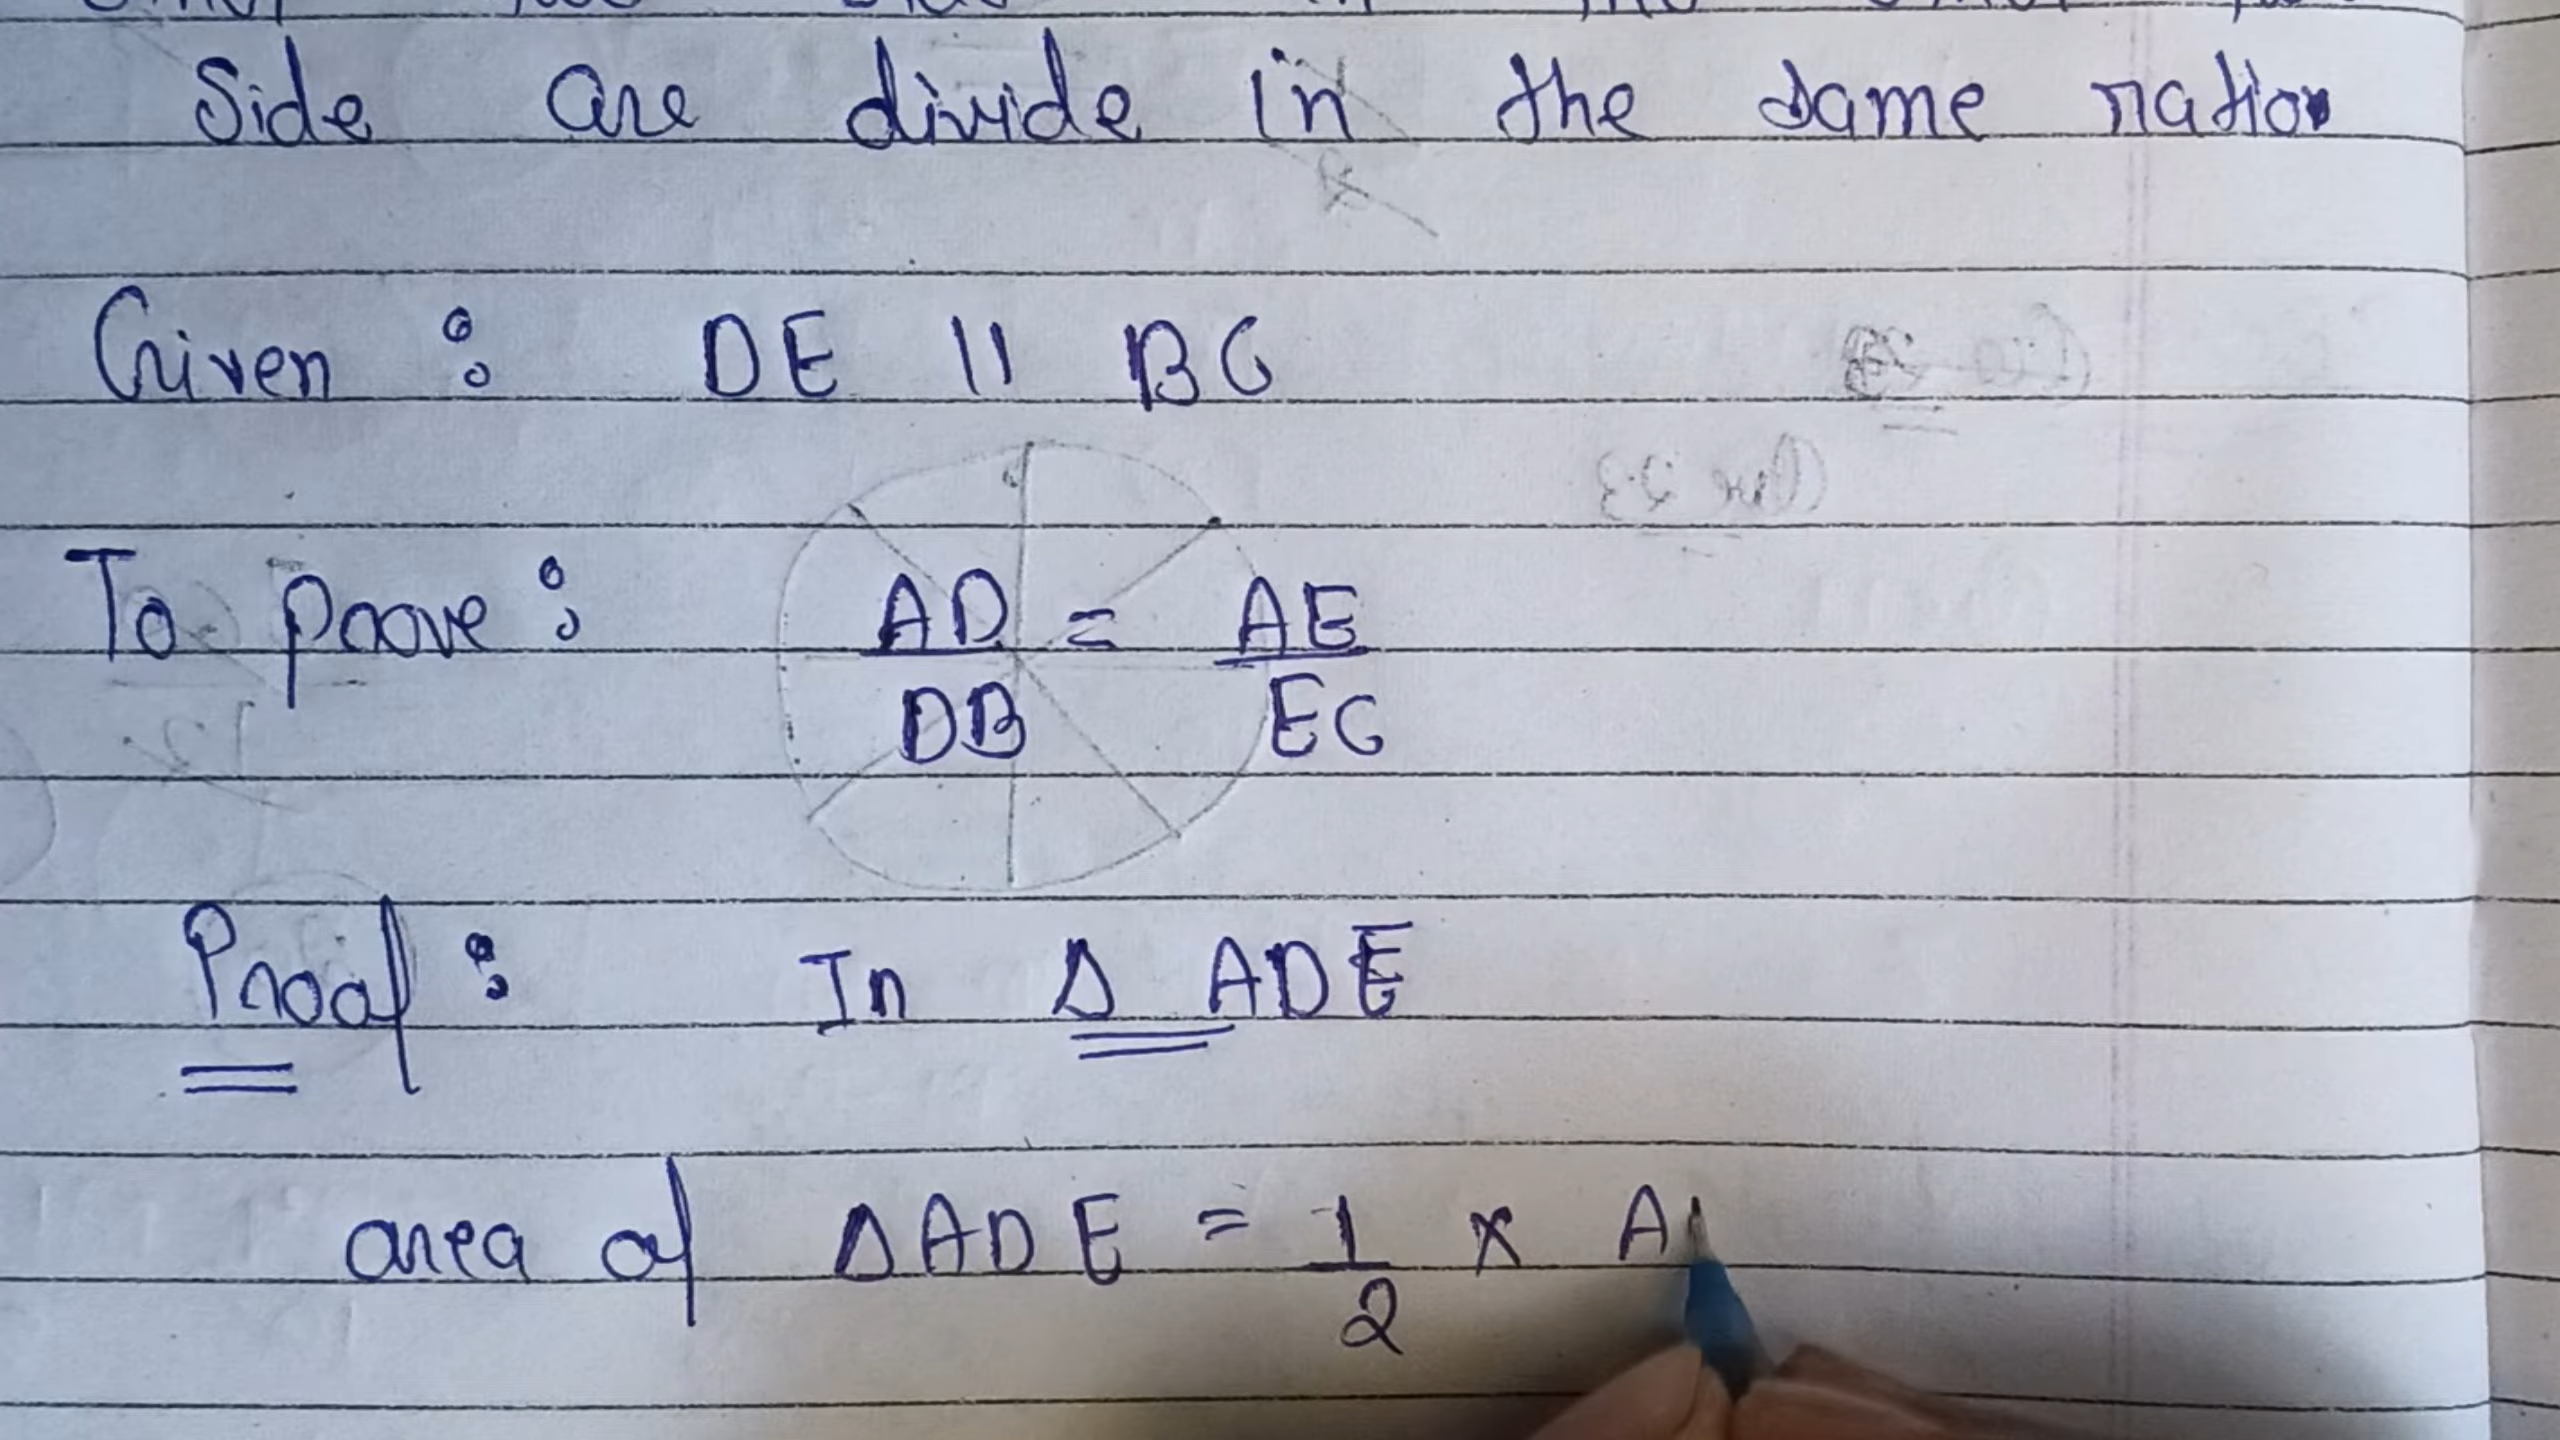 Side are divide in the same ratio
Given : DE || BC
To prove : AD/DB = AE/EC
Proof : In Δ ADE
area of ΔADE = 1/2 × A